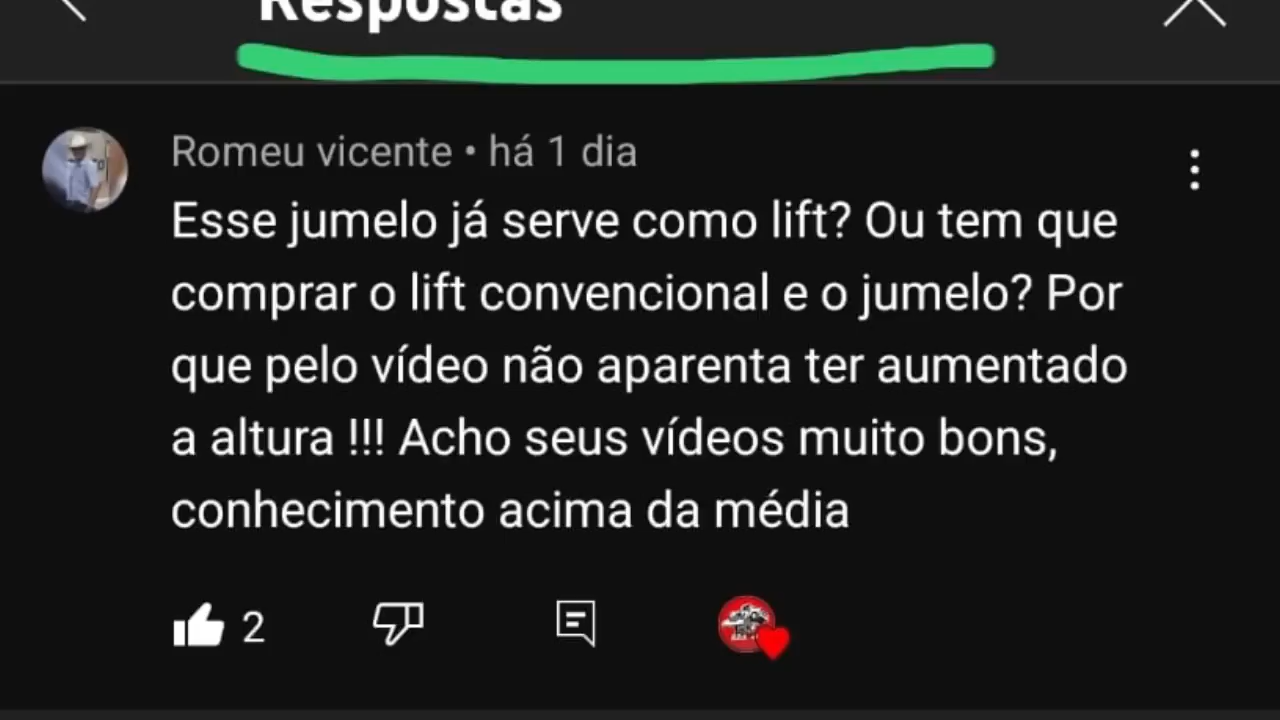 Respostas
Romeu vicente • há 1 dia
Esse jumelo já serve como lift? Ou tem que
comprar o lift convencional e o jumelo? Por
que pelo vídeo não aparenta ter aumentado
a altura !!! Acho seus vídeos muito bons,
conhecimento acima da média
2